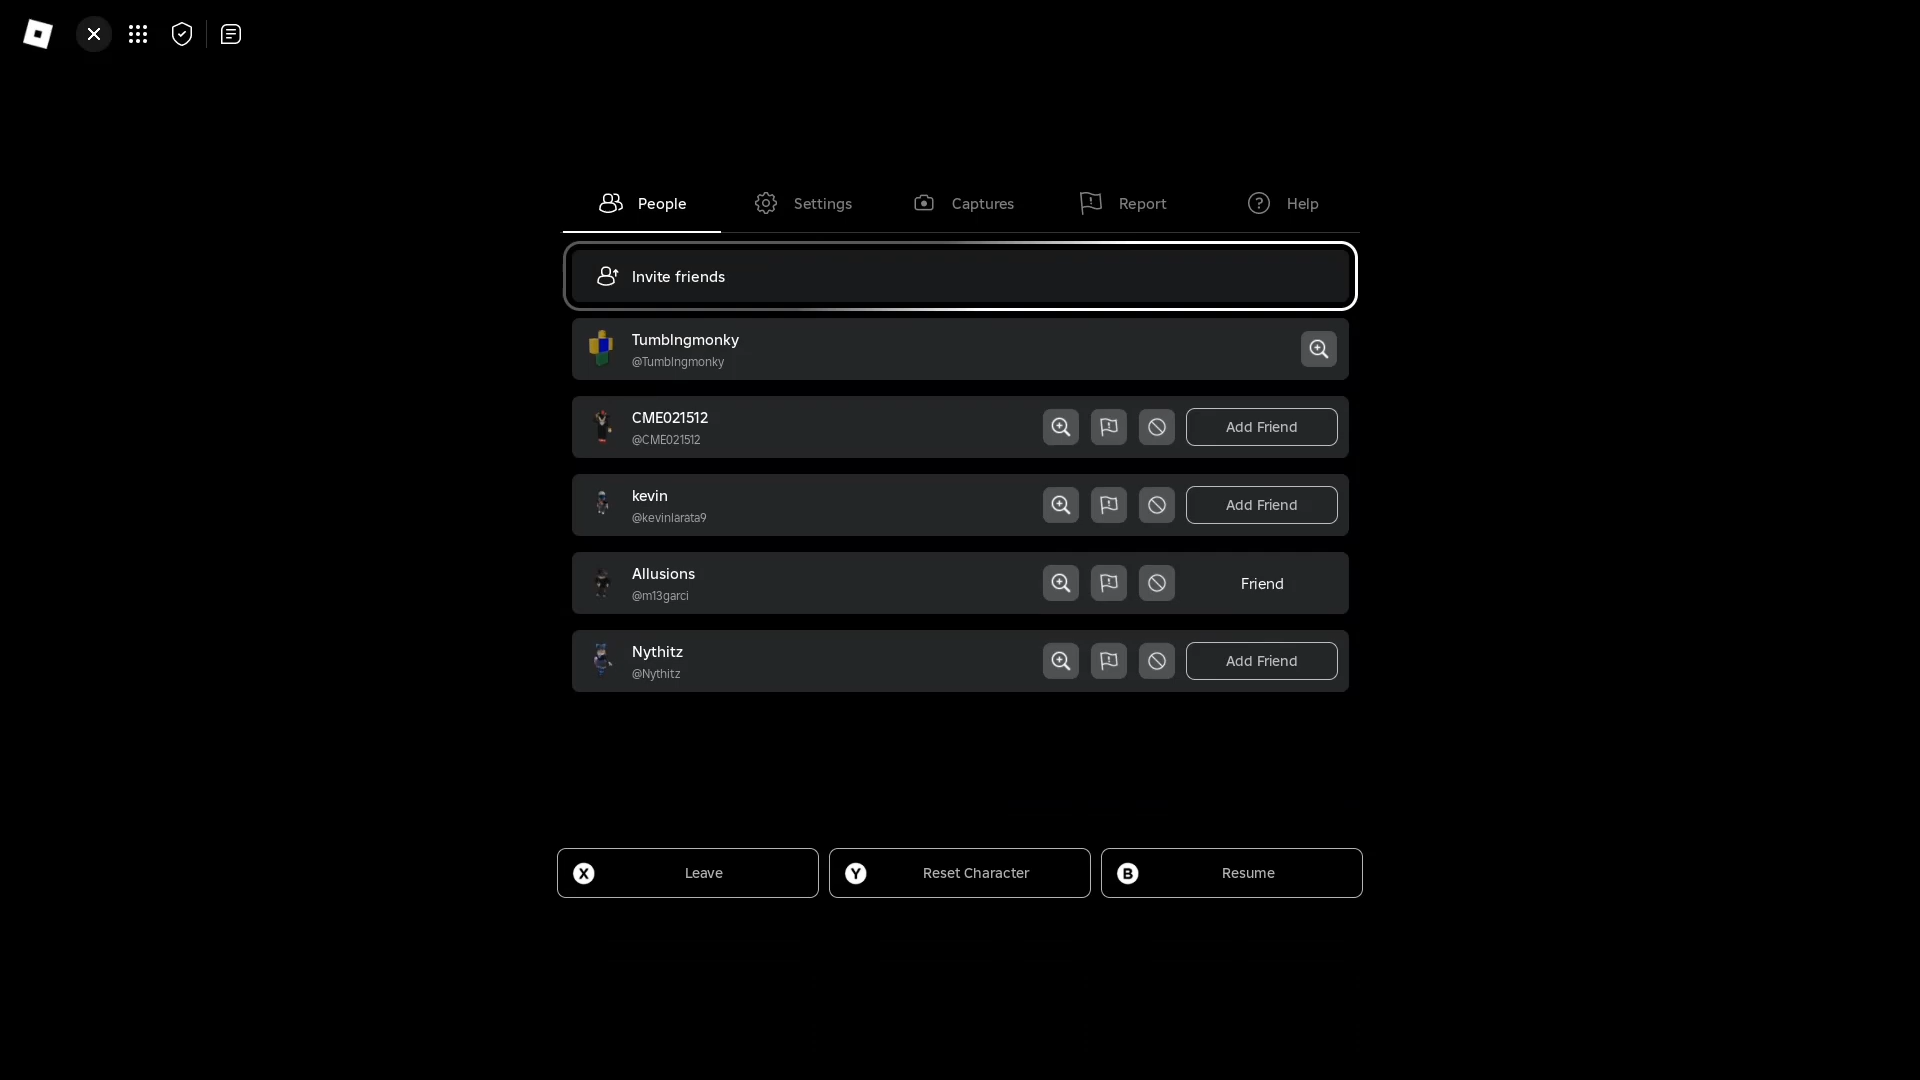 People Settings Captures Report Help
Invite friends
Tumblngmonky
@Tumblngmonky
CME021512
@CME021512
Add Friend
kevin
@kevinlarata9
Add Friend
Allusions
@m13garci
Friend
Nythitz
@Nythitz
Add Friend
X Leave Y Reset Character B Resume